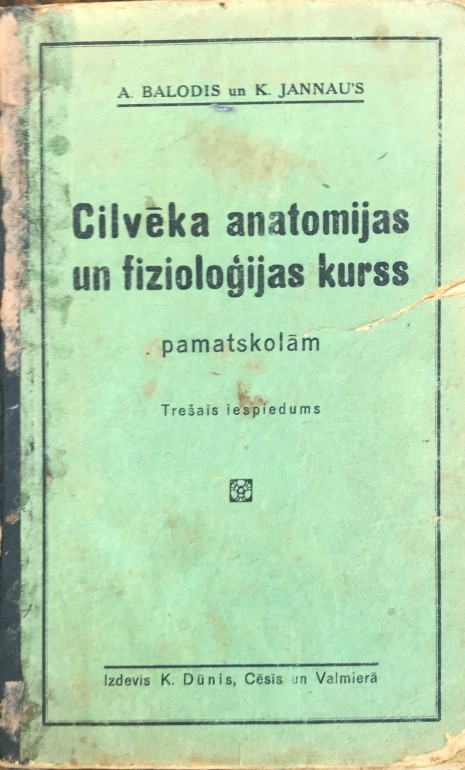 A. BALODIS un K. JANNAU'S
Cilvēka anatomijas
un fizioloģijas kurss
pamatskolām
Trešais iespiedums
Izdevis K. Dūnis, Cēsīs un Valmierā